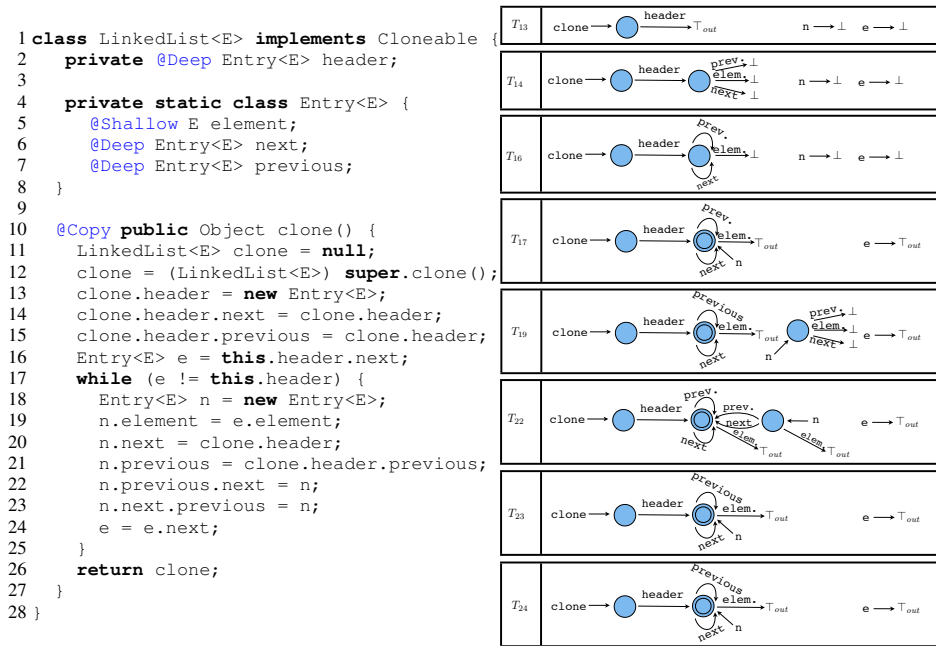 1 class LinkedList<E> implements Cloneable {
2 private @Deep Entry<E> header;
3
4 private static class Entry<E> {
5 @Shallow E element;
6 @Deep Entry<E> next;
7 @Deep Entry<E> previous;
8 }
9
10 @Copy public Object clone() {
11 LinkedList<E> clone = null;
12 clone = (LinkedList<E>) super.clone();
13 clone.header = new Entry<E>;
14 clone.header.next = clone.header;
15 clone.header.previous = clone.header;
16 Entry<E> e = this.header.next;
17 while (e != this.header) {
18 Entry<E> n = new Entry<E>;
19 n.element = e.element;
20 n.next = clone.header;
21 n.previous = clone.header.previous;
22 n.previous.next = n;
23 n.next.previous = n;
24 e = e.next;
25 }
26 return clone;
27 }
28 }
T13 clone header ⊤out n ⊥ e ⊥
T14 clone header prev. ⊥ elem. ⊥ next ⊥ n ⊥ e ⊥
T16 clone header prev. elem. ⊥ next n ⊥ e ⊥
T17 clone header prev. elem. ⊤out next n e ⊤out
T19 clone header previous elem. ⊤out next n prev. ⊥ elem. ⊥ next ⊥ e ⊤out
T22 clone header prev. next elem. ⊤out prev. next n elem. ⊤out e ⊤out
T23 clone header previous elem. ⊤out next n e ⊤out
T24 clone header previous elem. ⊤out next n e ⊤out